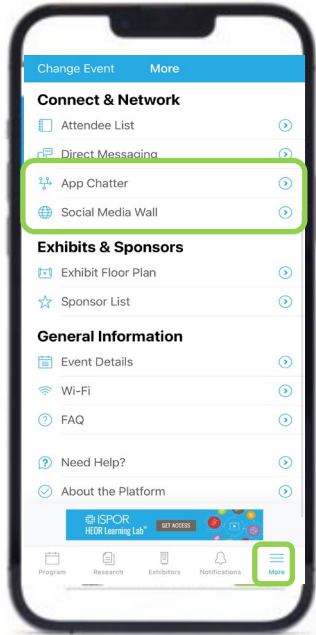 Change Event More
Connect & Network
Attendee List
Direct Messaging
App Chatter
Social Media Wall
Exhibits & Sponsors
Exhibit Floor Plan
Sponsor List
General Information
Event Details
Wi-Fi
FAQ
Need Help?
About the Platform
ISPOR
HEOR Learning Lab™ GET ACCESS
Program Research Exhibitors Notifications More